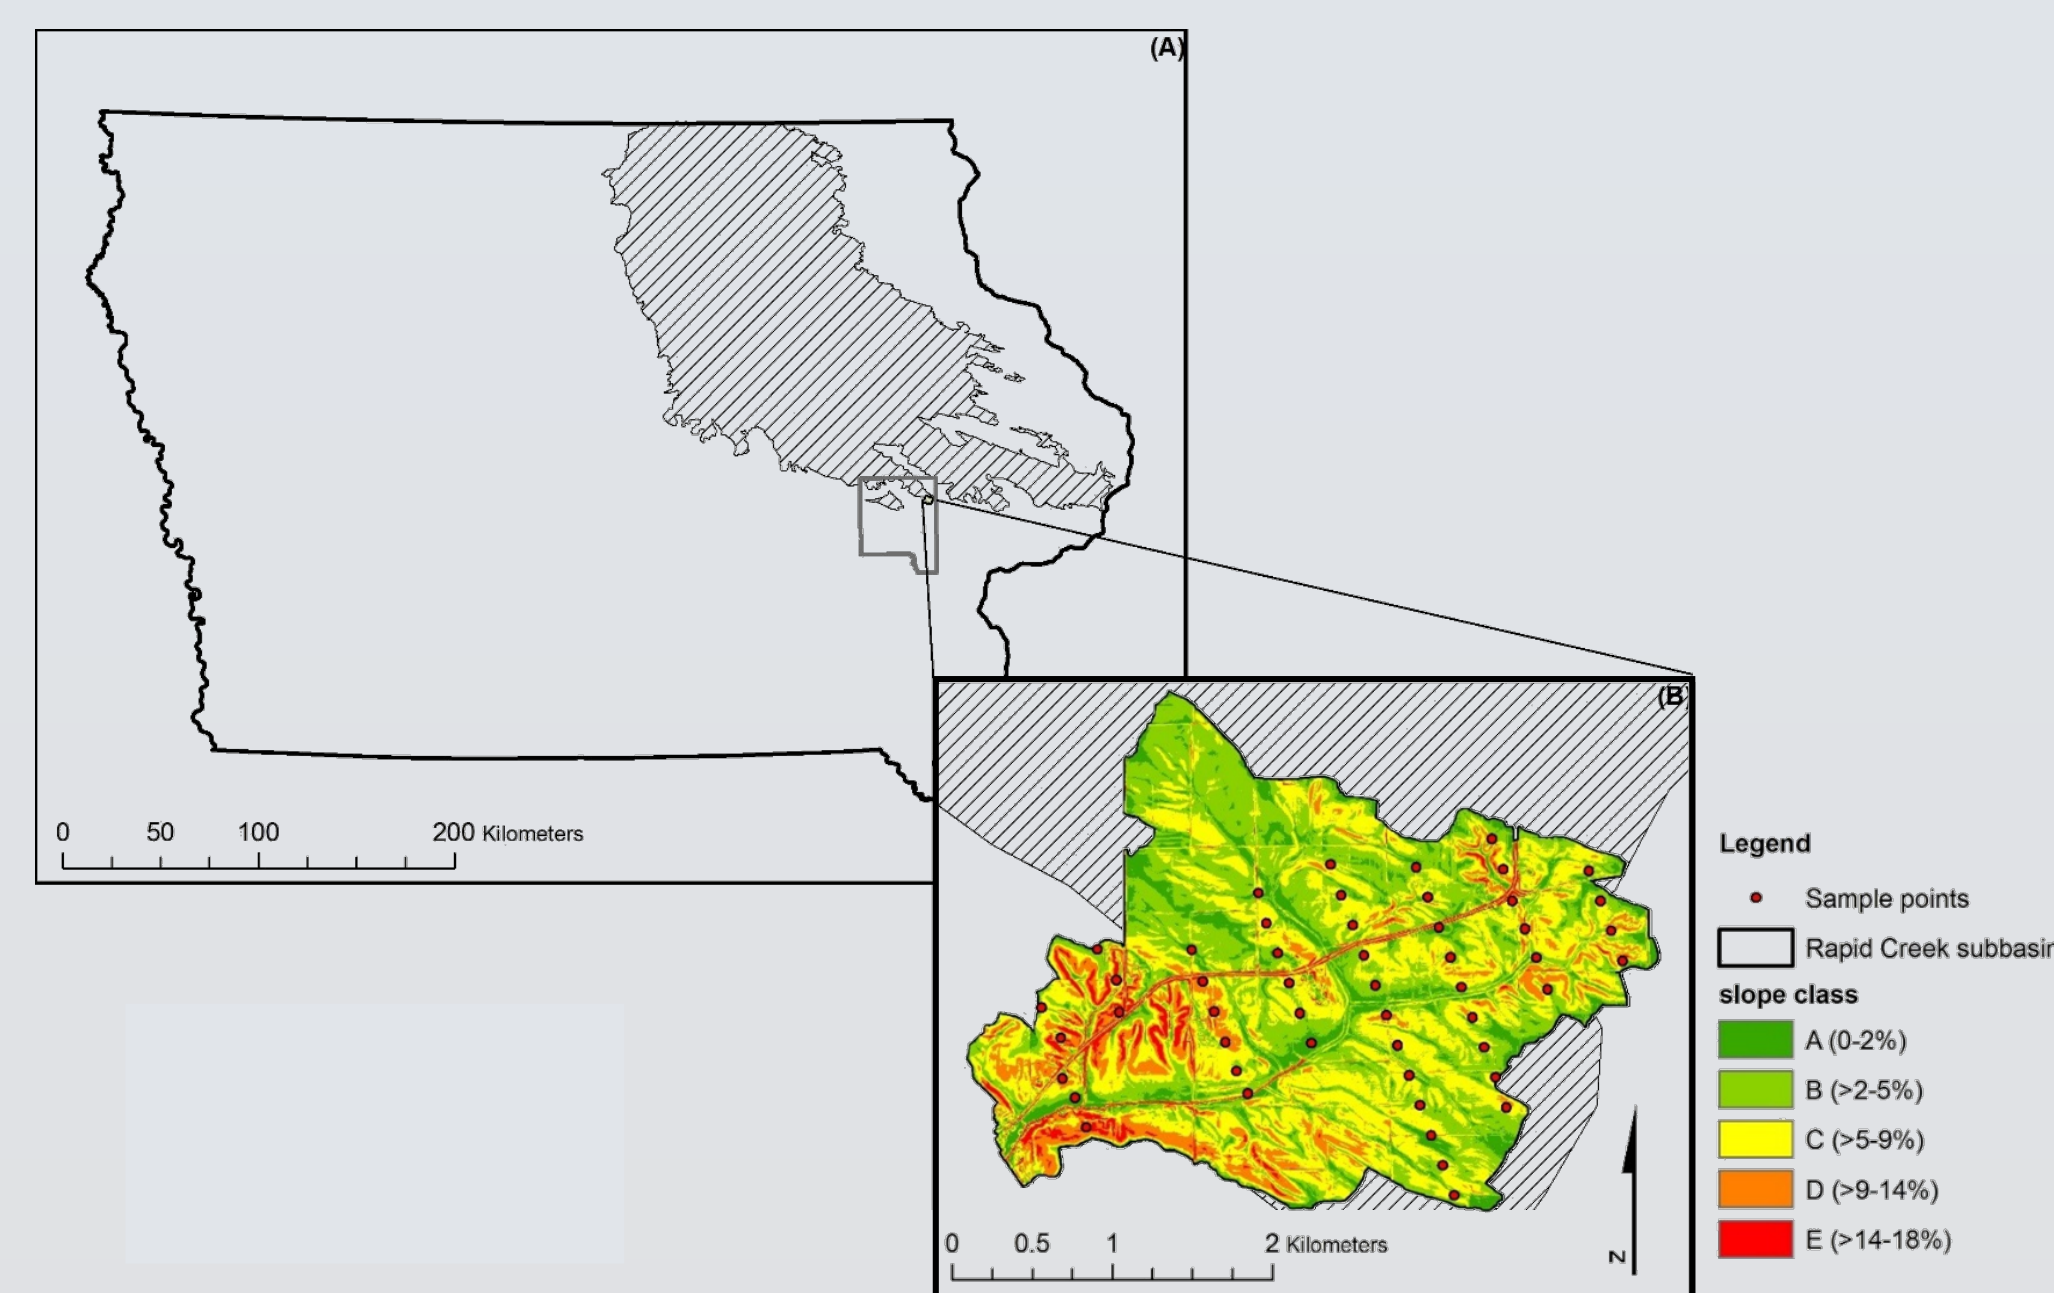 (A)
0 50 100 200 Kilometers
(B)
0 0.5 1 2 Kilometers
N
Legend
Sample points
Rapid Creek subbasin
slope class
A (0-2%)
B (>2-5%)
C (>5-9%)
D (>9-14%)
E (>14-18%)